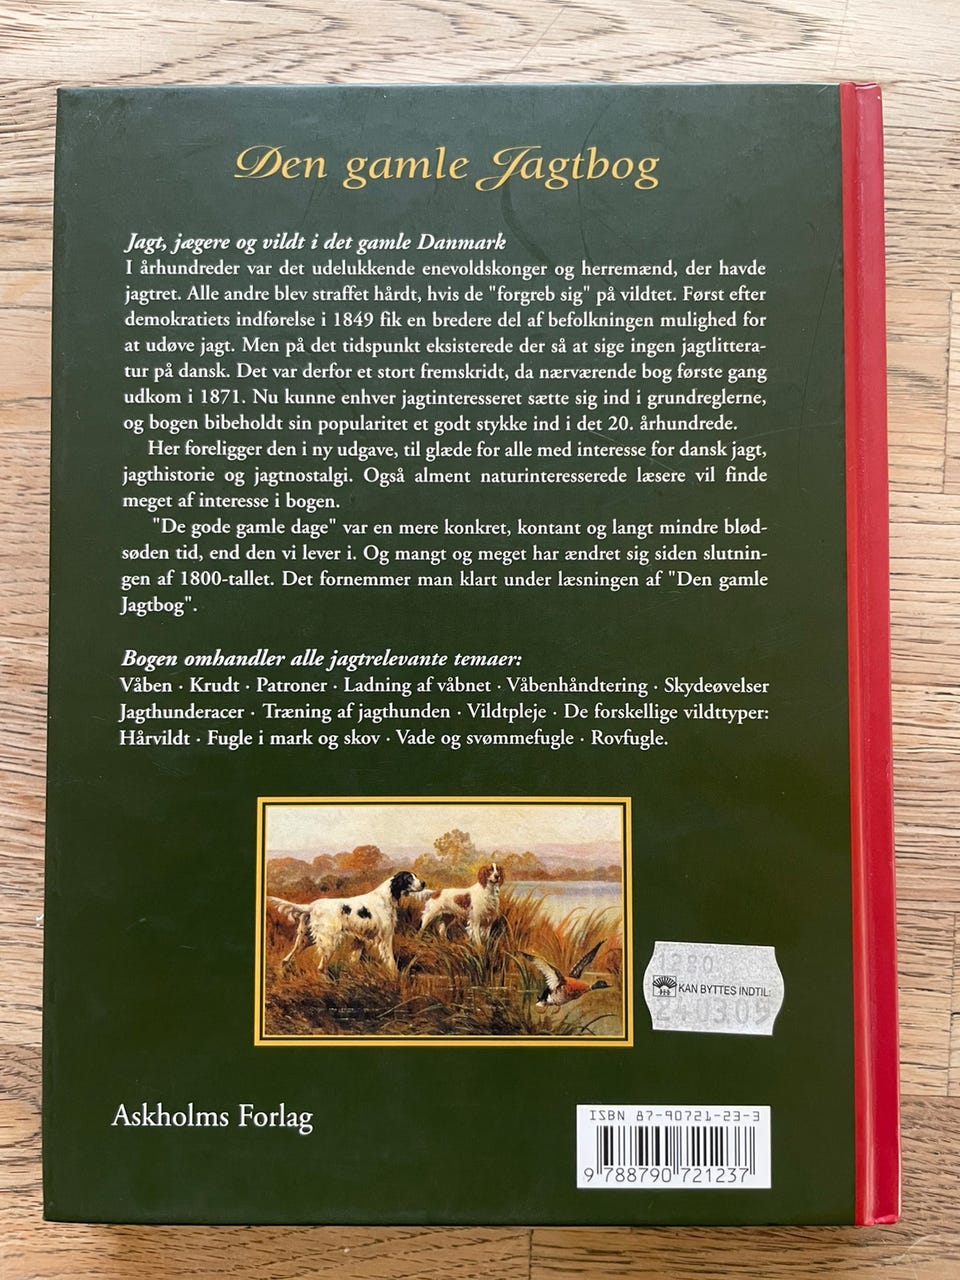 Den gamle Jagtbog
Jagt, jægere og vildt i det gamle Danmark
I århundreder var det udelukkende enevoldskonger og herremænd, der havde
jagtret. Alle andre blev straffet hårdt, hvis de "forgreb sig" på vildtet. Først efter
demokratiets indførelse i 1849 fik en bredere del af befolkningen mulighed for
at udøve jagt. Men på det tidspunkt eksisterede der så at sige ingen jagtlittera-
tur på dansk. Det var derfor et stort fremskridt, da nærværende bog første gang
udkom i 1871. Nu kunne enhver jagtinteresseret sætte sig ind i grundreglerne,
og bogen bibeholdt sin popularitet et godt stykke ind i det 20. århundrede.
Her foreligger den i ny udgave, til glæde for alle med interesse for dansk jagt,
jagthistorie og jagtnostalgi. Også alment naturinteresserede læsere vil finde
meget af interesse i bogen.
"De gode gamle dage" var en mere konkret, kontant og langt mindre blød-
søden tid, end den vi lever i. Og mangt og meget har ændret sig siden slutnin-
gen af 1800-tallet. Det fornemmer man klart under læsningen af "Den gamle
Jagtbog".
Bogen omhandler alle jagtrelevante temaer:
Våben · Krudt · Patroner · Ladning af våbnet · Våbenhåndtering · Skydeøvelser
Jagthunderacer · Træning af jagthunden · Vildtpleje · De forskellige vildttyper:
Hårvildt · Fugle i mark og skov · Vade og svømmefugle · Rovfugle.
1280
KAN BYTTES INDTIL:
240305
Askholms Forlag
ISBN 87-90721-23-3
9 788790 721237